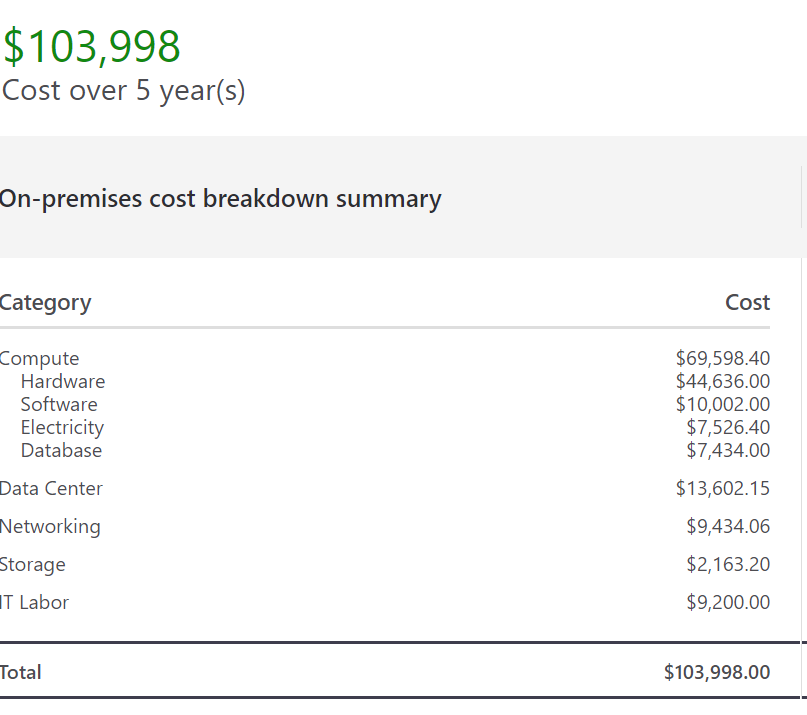 $103,998
Cost over 5 year(s)
On-premises cost breakdown summary
Category Cost
Compute $69,598.40
Hardware $44,636.00
Software $10,002.00
Electricity $7,526.40
Database $7,434.00
Data Center $13,602.15
Networking $9,434.06
Storage $2,163.20
IT Labor $9,200.00
Total $103,998.00